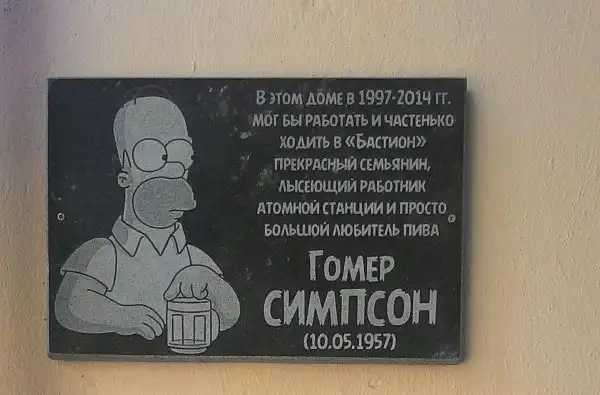 В этом доме в 1997-2014 гг.
мог бы работать и частенько
ходить в «Бастион»
прекрасный семьянин,
лысеющий работник
атомной станции и просто
большой любитель пива
Гомер
СИМПСОН
(10.05.1957)